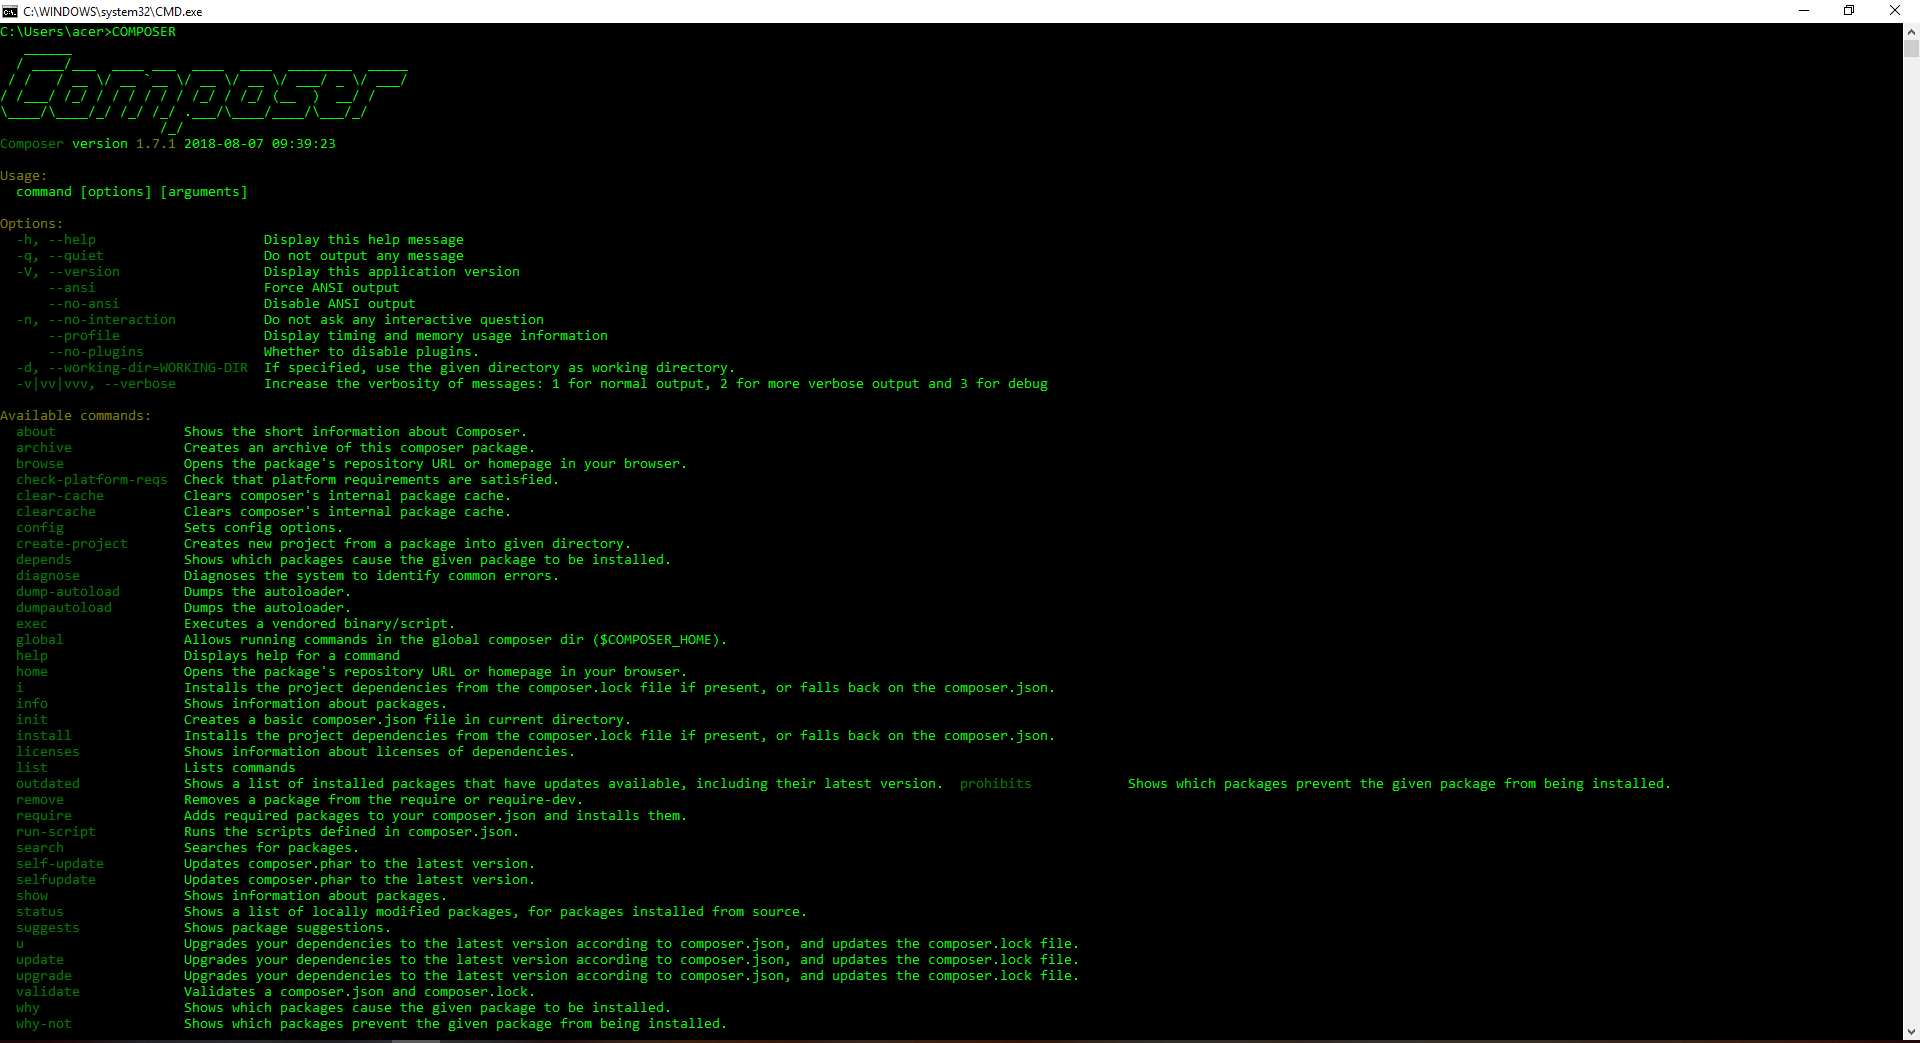 C:\WINDOWS\system32\CMD.exe
C:\Users\acer>COMPOSER
Composer
Composer version 1.7.1 2018-08-07 09:39:23
Usage:
command [options] [arguments]
Options:
-h, --help Display this help message
-q, --quiet Do not output any message
-V, --version Display this application version
--ansi Force ANSI output
--no-ansi Disable ANSI output
-n, --no-interaction Do not ask any interactive question
--profile Display timing and memory usage information
--no-plugins Whether to disable plugins.
-d, --working-dir=WORKING-DIR If specified, use the given directory as working directory.
-v|vv|vvv, --verbose Increase the verbosity of messages: 1 for normal output, 2 for more verbose output and 3 for debug
Available commands:
about Shows the short information about Composer.
archive Creates an archive of this composer package.
browse Opens the package's repository URL or homepage in your browser.
check-platform-reqs Check that platform requirements are satisfied.
clear-cache Clears composer's internal package cache.
clearcache Clears composer's internal package cache.
config Sets config options.
create-project Creates new project from a package into given directory.
depends Shows which packages cause the given package to be installed.
diagnose Diagnoses the system to identify common errors.
dump-autoload Dumps the autoloader.
dumpautoload Dumps the autoloader.
exec Executes a vendored binary/script.
global Allows running commands in the global composer dir ($COMPOSER_HOME).
help Displays help for a command
home Opens the package's repository URL or homepage in your browser.
i Installs the project dependencies from the composer.lock file if present, or falls back on the composer.json.
info Shows information about packages.
init Creates a basic composer.json file in current directory.
install Installs the project dependencies from the composer.lock file if present, or falls back on the composer.json.
licenses Shows information about licenses of dependencies.
list Lists commands
outdated Shows a list of installed packages that have updates available, including their latest version. prohibits Shows which packages prevent the given package from being installed.
remove Removes a package from the require or require-dev.
require Adds required packages to your composer.json and installs them.
run-script Runs the scripts defined in composer.json.
search Searches for packages.
self-update Updates composer.phar to the latest version.
selfupdate Updates composer.phar to the latest version.
show Shows information about packages.
status Shows a list of locally modified packages, for packages installed from source.
suggests Shows package suggestions.
u Upgrades your dependencies to the latest version according to composer.json, and updates the composer.lock file.
update Upgrades your dependencies to the latest version according to composer.json, and updates the composer.lock file.
upgrade Upgrades your dependencies to the latest version according to composer.json, and updates the composer.lock file.
validate Validates a composer.json and composer.lock.
why Shows which packages cause the given package to be installed.
why-not Shows which packages prevent the given package from being installed.